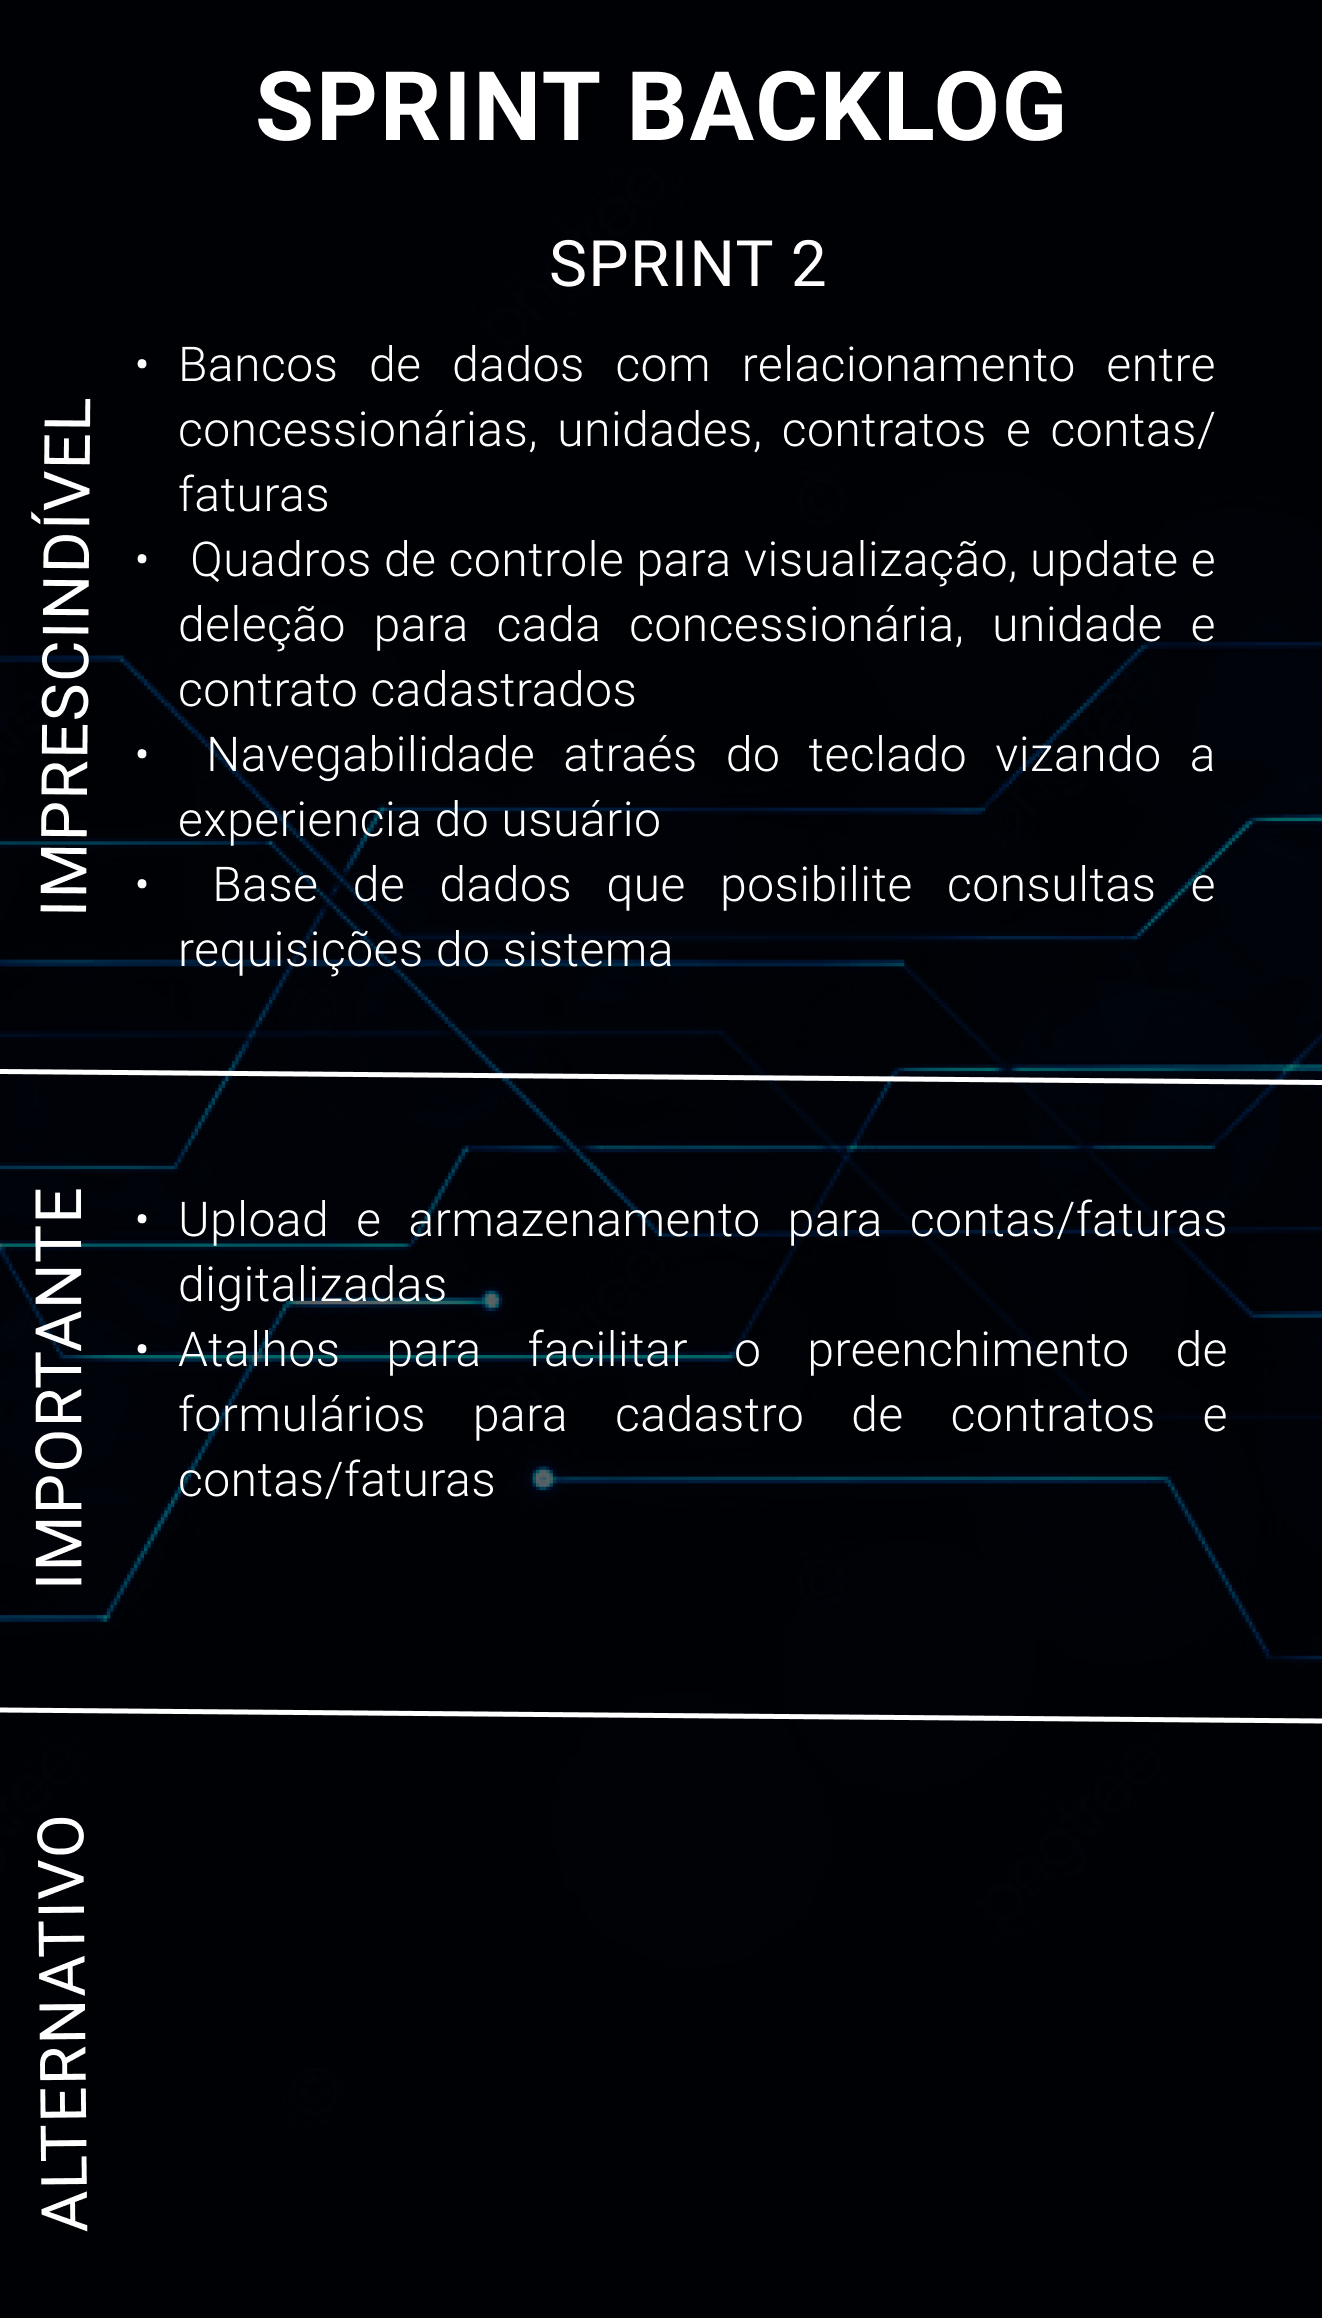 SPRINT BACKLOG
SPRINT 2
IMPRESCINDÍVEL
• Bancos de dados com relacionamento entre
concessionárias, unidades, contratos e contas/
faturas
• Quadros de controle para visualização, update e
deleção para cada concessionária, unidade e
contrato cadastrados
• Navegabilidade atraés do teclado vizando a
experiencia do usuário
• Base de dados que posibilite consultas e
requisições do sistema
IMPORTANTE
• Upload e armazenamento para contas/faturas
digitalizadas
• Atalhos para facilitar o preenchimento de
formulários para cadastro de contratos e
contas/faturas
ALTERNATIVO